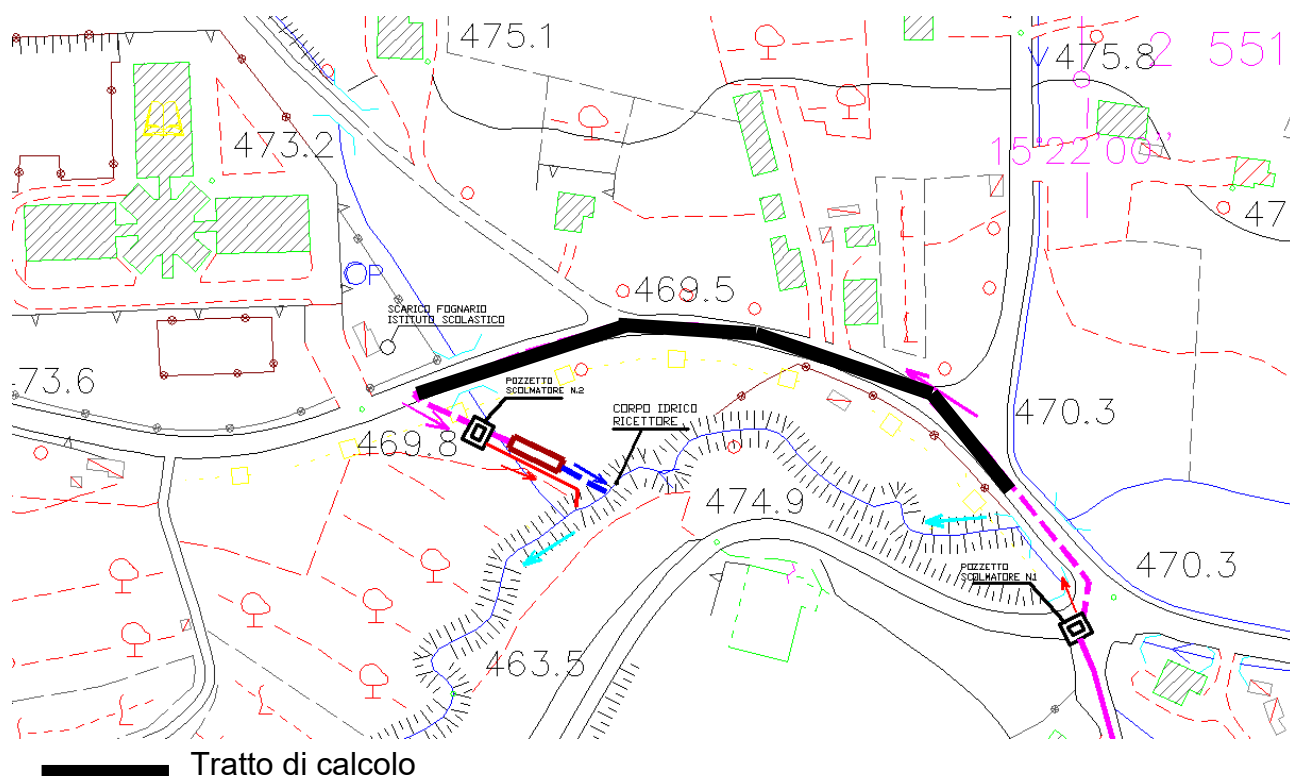 475.1
475.8
2 551
473.2
15°22'00"
47
P
469.5
SCARICO FOGNARIO
ISTITUTO SCOLASTICO
73.6
POZZETTO
SCOLMATORE N.2
CORPO IDRICO
RICETTORE
470.3
469.8
474.9
POZZETTO
SCOLMATORE N1
470.3
463.5
Tratto di calcolo